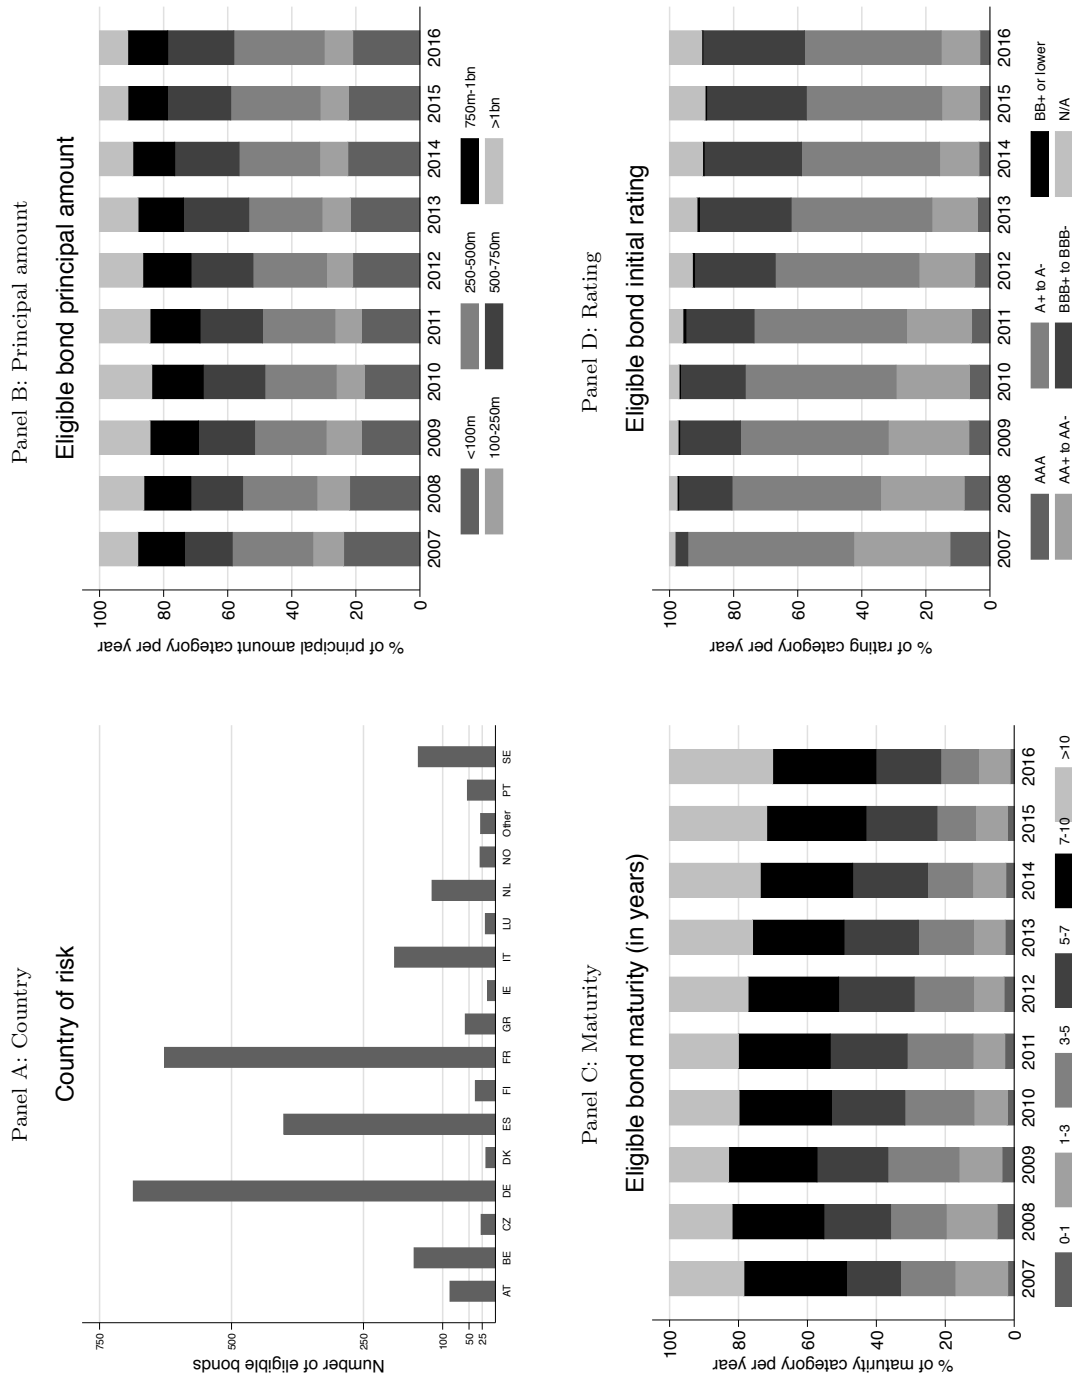 Panel A: Country
Country of risk
Number of eligible bonds
750
500
250
100
50
25
AT BE CZ DE DK ES FI FR GR IE IT LU NL NO Other PT SE
Panel B: Principal amount
Eligible bond principal amount
% of principal amount category per year
100
80
60
40
20
0
2007 2008 2009 2010 2011 2012 2013 2014 2015 2016
<100m 250-500m 750m-1bn
100-250m 500-750m >1bn
Panel C: Maturity
Eligible bond maturity (in years)
% of maturity category per year
100
80
60
40
20
0
2007 2008 2009 2010 2011 2012 2013 2014 2015 2016
0-1 1-3 3-5 5-7 7-10 >10
Panel D: Rating
Eligible bond initial rating
% of rating category per year
100
80
60
40
20
0
2007 2008 2009 2010 2011 2012 2013 2014 2015 2016
AAA A+ to A- BB+ or lower
AA+ to AA- BBB+ to BBB- N/A